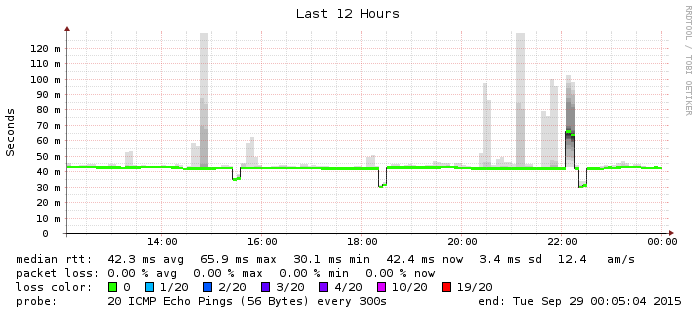 Last 12 Hours
RRDTOOL / TOBI OETIKER
Seconds
120 m
110 m
100 m
90 m
80 m
70 m
60 m
50 m
40 m
30 m
20 m
10 m
0
14:00 16:00 18:00 20:00 22:00 00:00
median rtt: 42.3 ms avg 65.9 ms max 30.1 ms min 42.4 ms now 3.4 ms sd 12.4 am/s
packet loss: 0.00 % avg 0.00 % max 0.00 % min 0.00 % now
loss color: 0 1/20 2/20 3/20 4/20 10/20 19/20
probe: 20 ICMP Echo Pings (56 Bytes) every 300s end: Tue Sep 29 00:05:04 2015